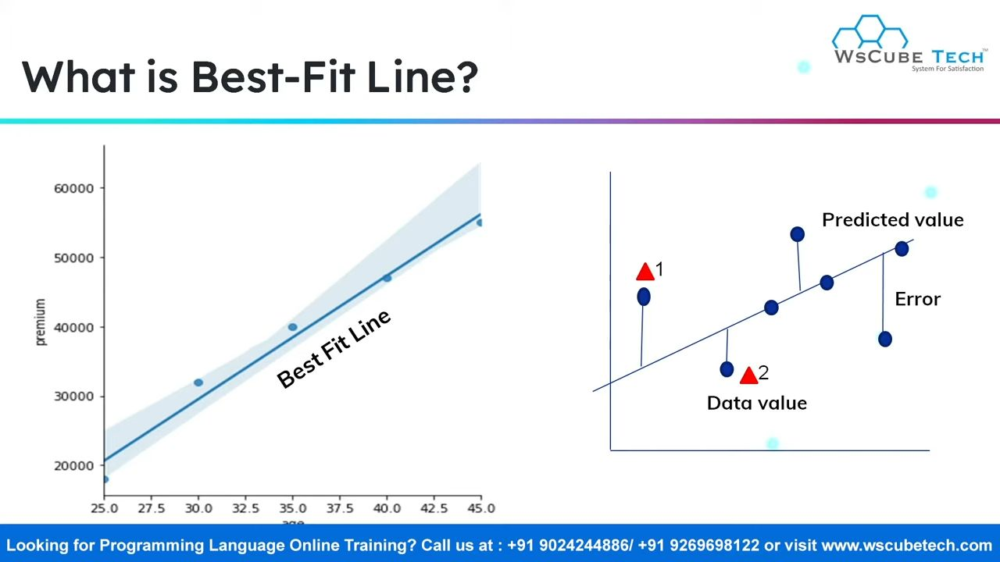 WsCube Tech™
System For Satisfaction
What is Best-Fit Line?
60000
50000
40000
30000
20000
premium
25.0 27.5 30.0 32.5 35.0 37.5 40.0 42.5 45.0
age
Best Fit Line
Predicted value
1
Error
2
Data value
Looking for Programming Language Online Training? Call us at : +91 9024244886/ +91 9269698122 or visit www.wscubetech.com